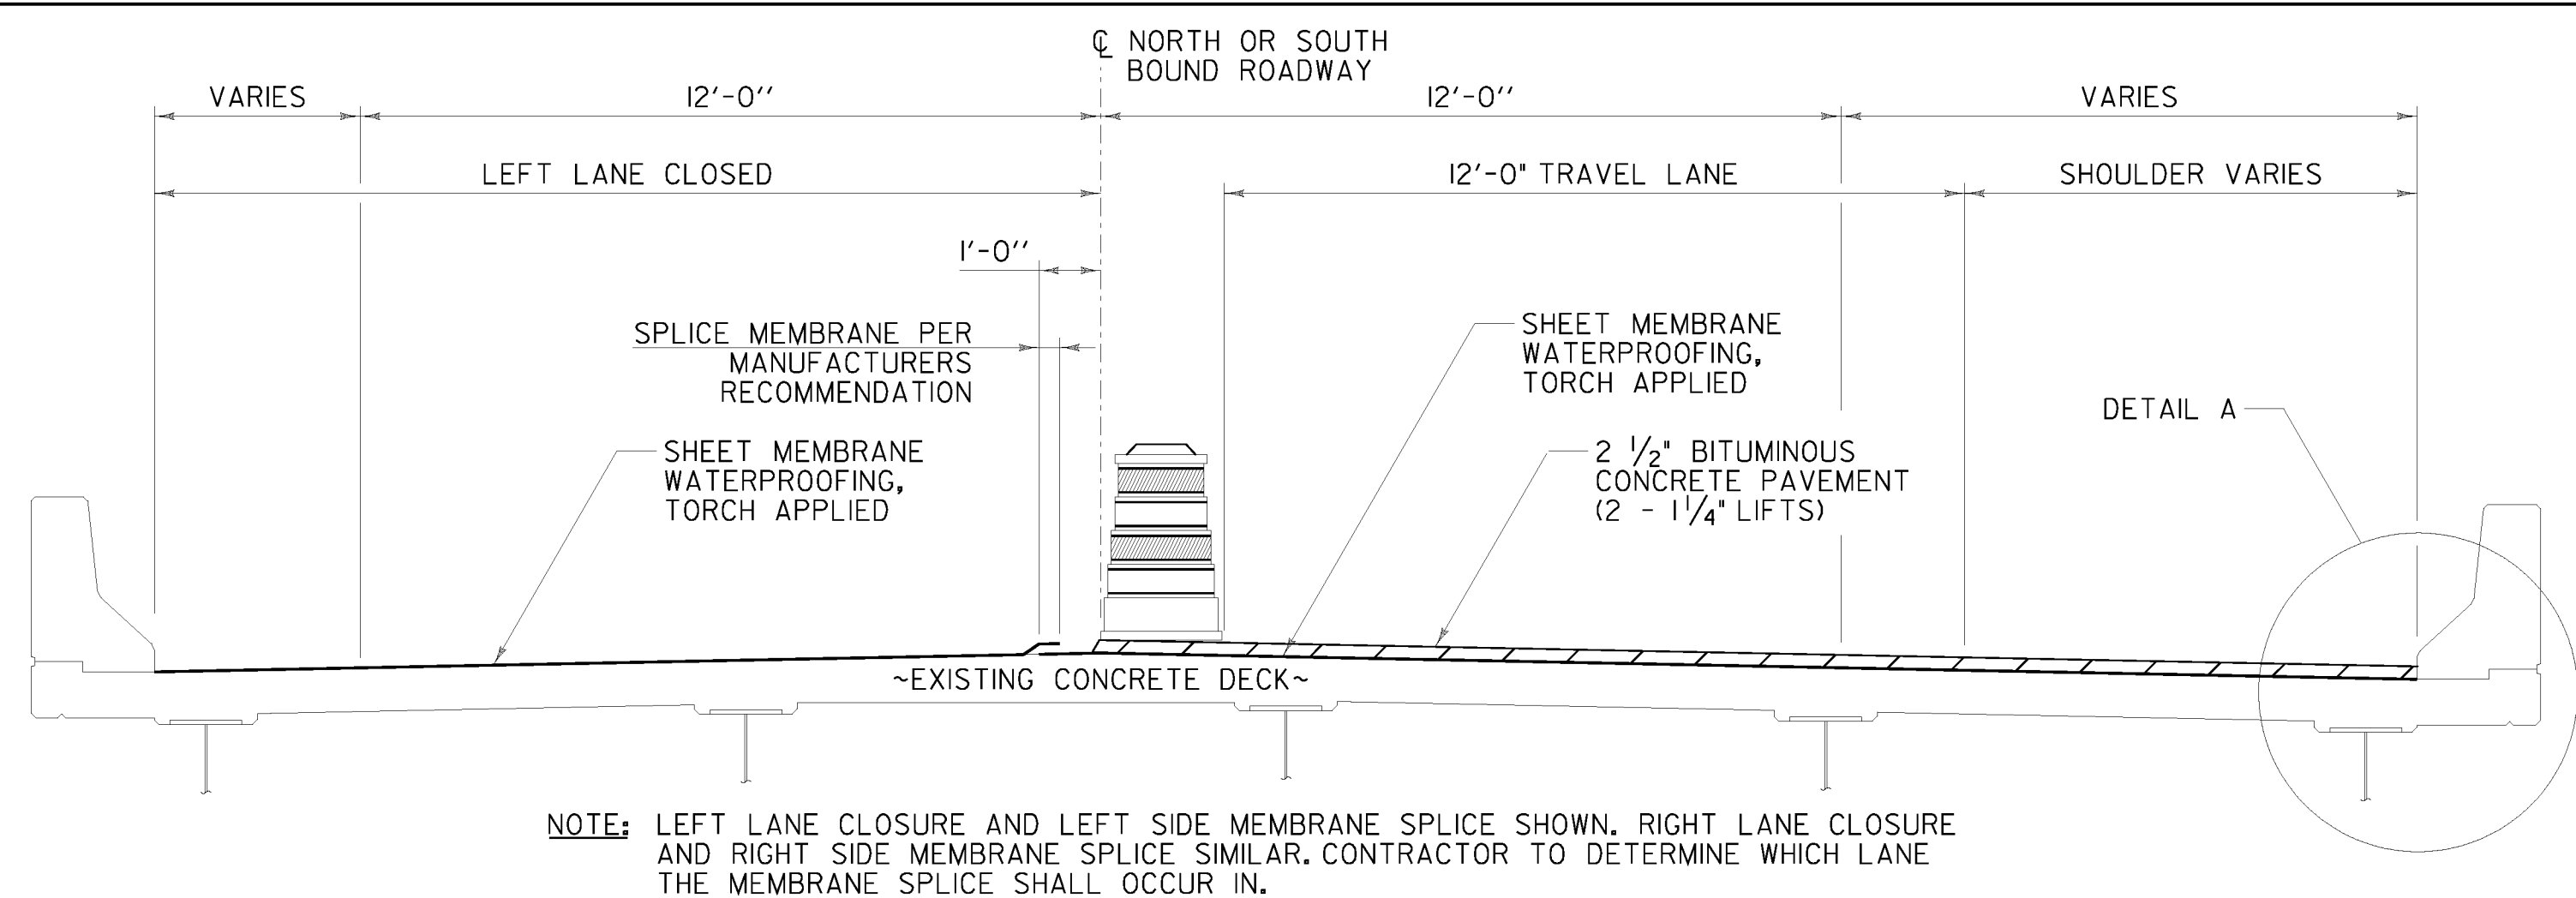 ℄ NORTH OR SOUTH
BOUND ROADWAY
VARIES
12'-0''
12'-0''
VARIES
LEFT LANE CLOSED
12'-0" TRAVEL LANE
SHOULDER VARIES
1'-0''
SPLICE MEMBRANE PER
MANUFACTURERS
RECOMMENDATION
SHEET MEMBRANE
WATERPROOFING,
TORCH APPLIED
DETAIL A
SHEET MEMBRANE
WATERPROOFING,
TORCH APPLIED
2 1/2" BITUMINOUS
CONCRETE PAVEMENT
(2 - 1 1/4" LIFTS)
~EXISTING CONCRETE DECK~
NOTE: LEFT LANE CLOSURE AND LEFT SIDE MEMBRANE SPLICE SHOWN. RIGHT LANE CLOSURE
AND RIGHT SIDE MEMBRANE SPLICE SIMILAR. CONTRACTOR TO DETERMINE WHICH LANE
THE MEMBRANE SPLICE SHALL OCCUR IN.